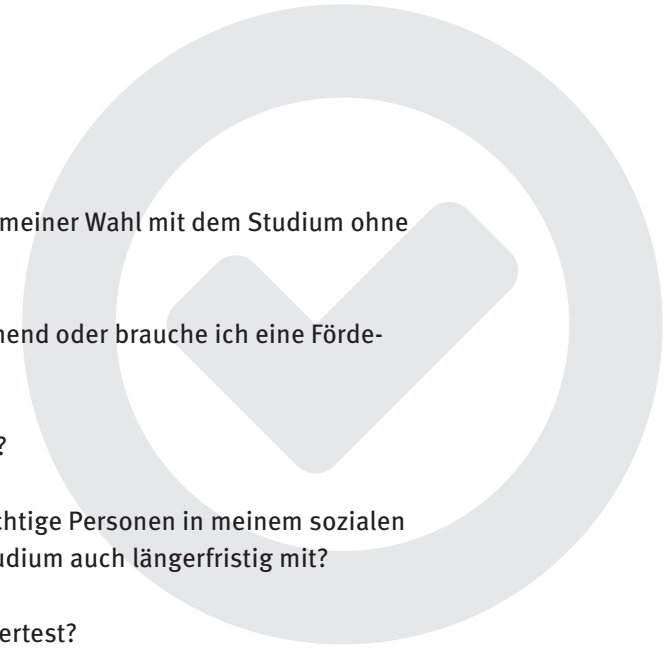 meiner Wahl mit dem Studium ohne
nend oder brauche ich eine Förde-
?
chtige Personen in meinem sozialen
udium auch längerfristig mit?
ertest?